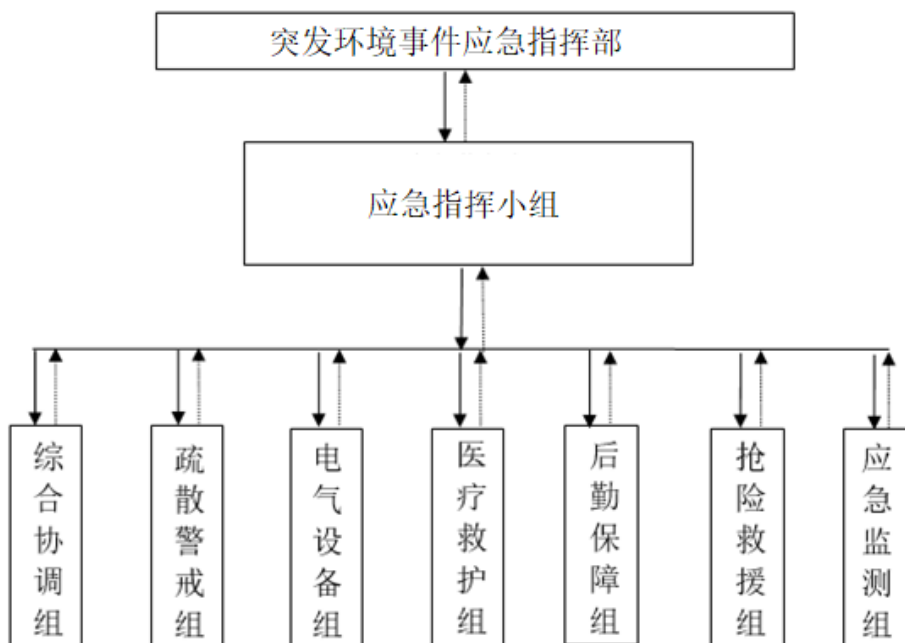 突发环境事件应急指挥部
应急指挥小组
综合协调组
疏散警戒组
电气设备组
医疗救护组
后勤保障组
抢险救援组
应急监测组